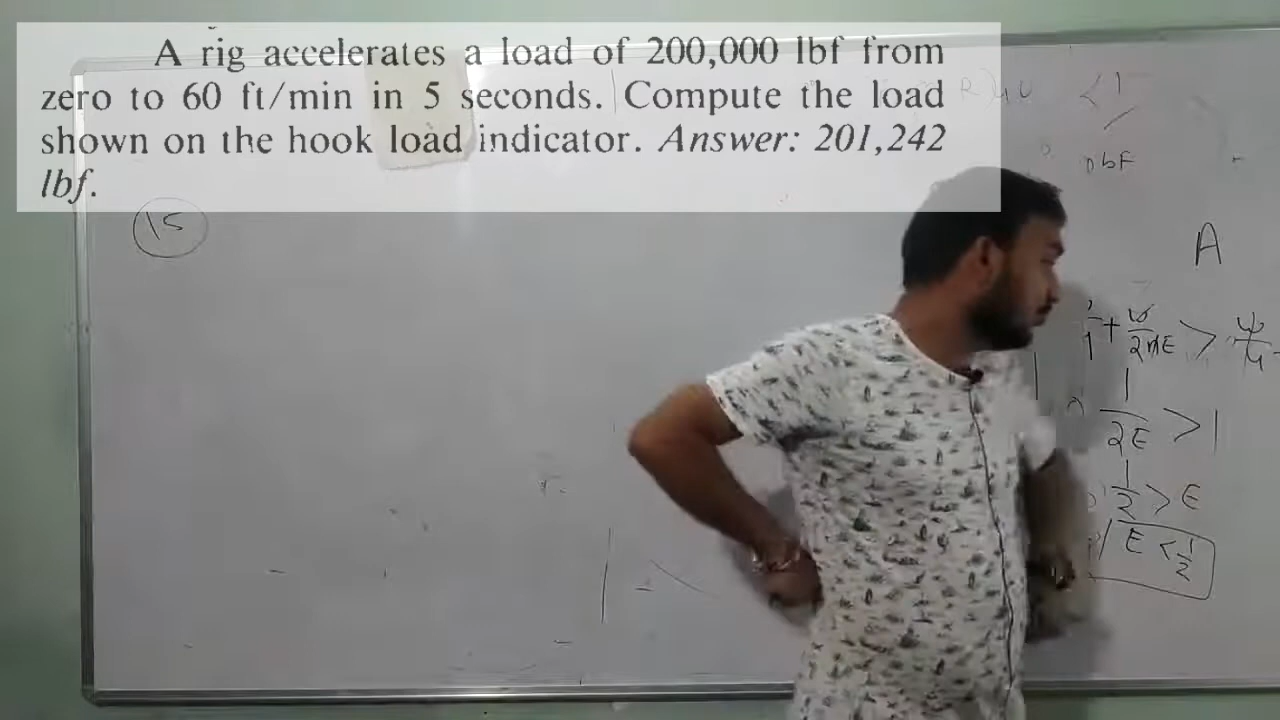 A rig accelerates a load of 200,000 lbf from
zero to 60 ft/min in 5 seconds. Compute the load
shown on the hook load indicator. Answer: 201,242
lbf.
15
<1
A
1/2E > 1
1/2 > E
E < 1/2